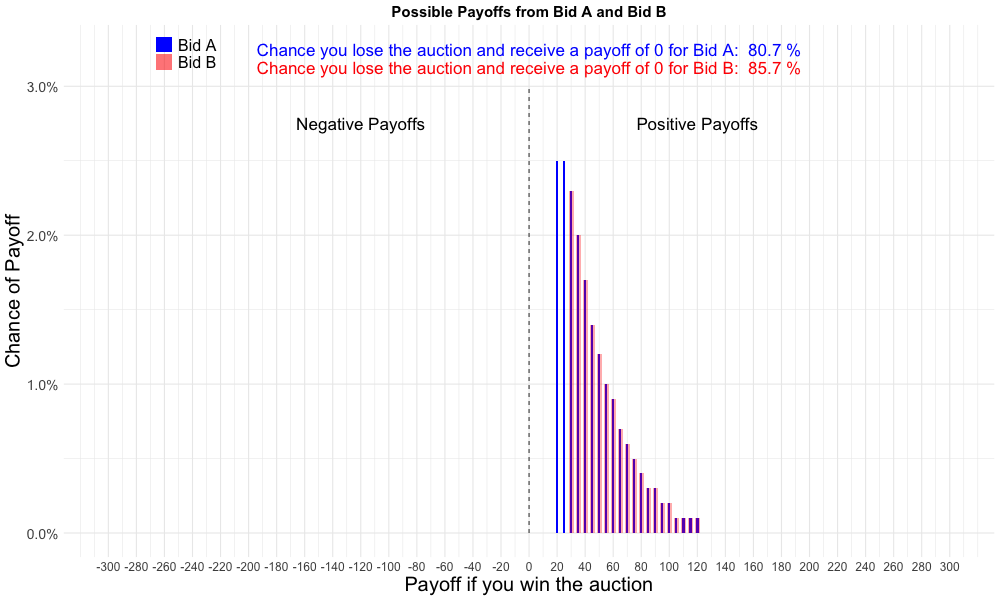 Possible Payoffs from Bid A and Bid B
Bid A
Bid B
Chance you lose the auction and receive a payoff of 0 for Bid A:  80.7 %
Chance you lose the auction and receive a payoff of 0 for Bid B:  85.7 %
3.0%
Negative Payoffs
Positive Payoffs
2.0%
Chance of Payoff
1.0%
0.0%
-300 -280 -260 -240 -220 -200 -180 -160 -140 -120 -100 -80 -60 -40 -20 0 20 40 60 80 100 120 140 160 180 200 220 240 260 280 300
Payoff if you win the auction